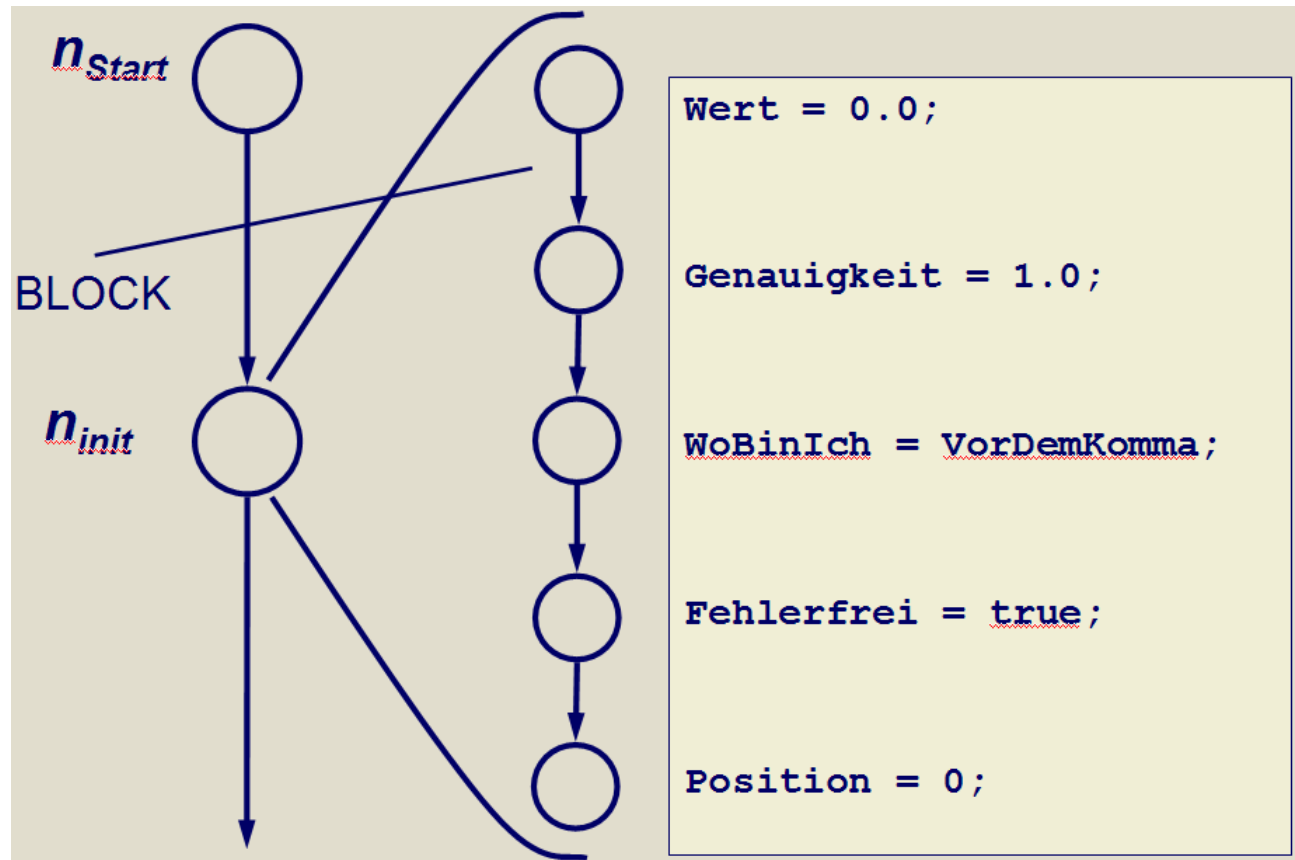 n_Start
Wert = 0.0;
Genauigkeit = 1.0;
BLOCK
n_init
WoBinIch = VorDemKomma;
Fehlerfrei = true;
Position = 0;